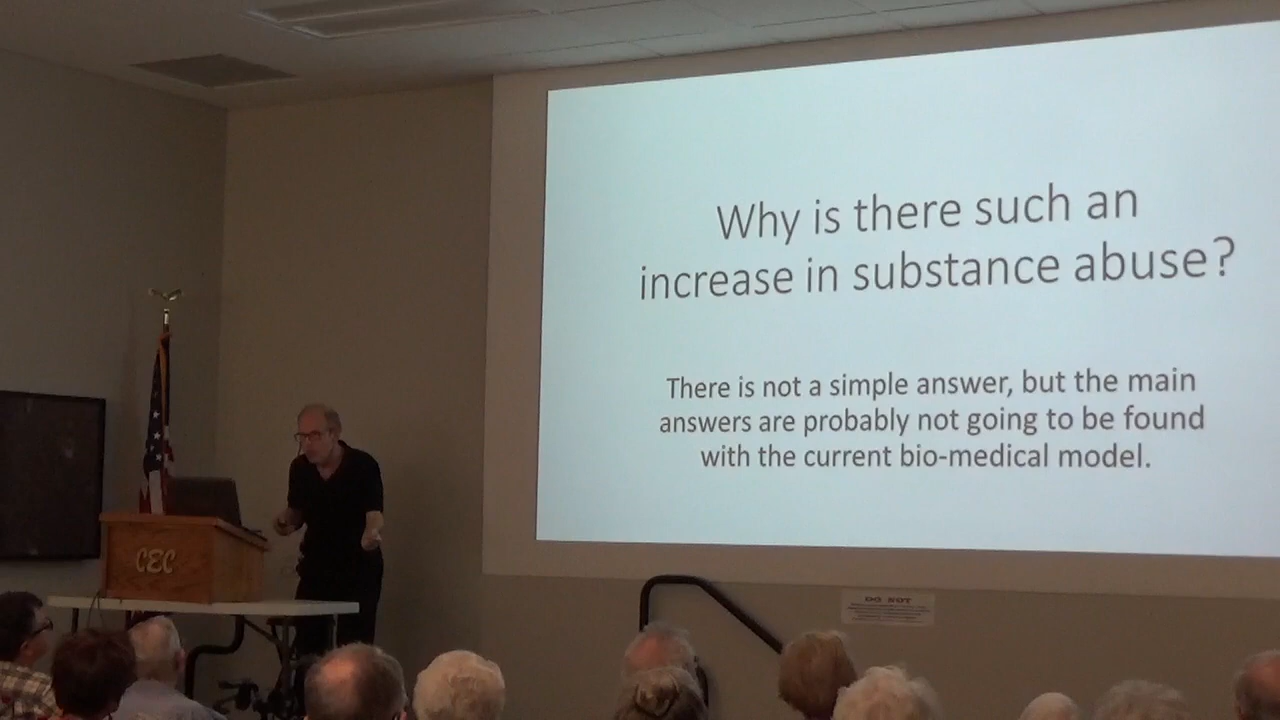 Why is there such an
increase in substance abuse?
There is not a simple answer, but the main
answers are probably not going to be found
with the current bio-medical model.
CEC
DO NOT